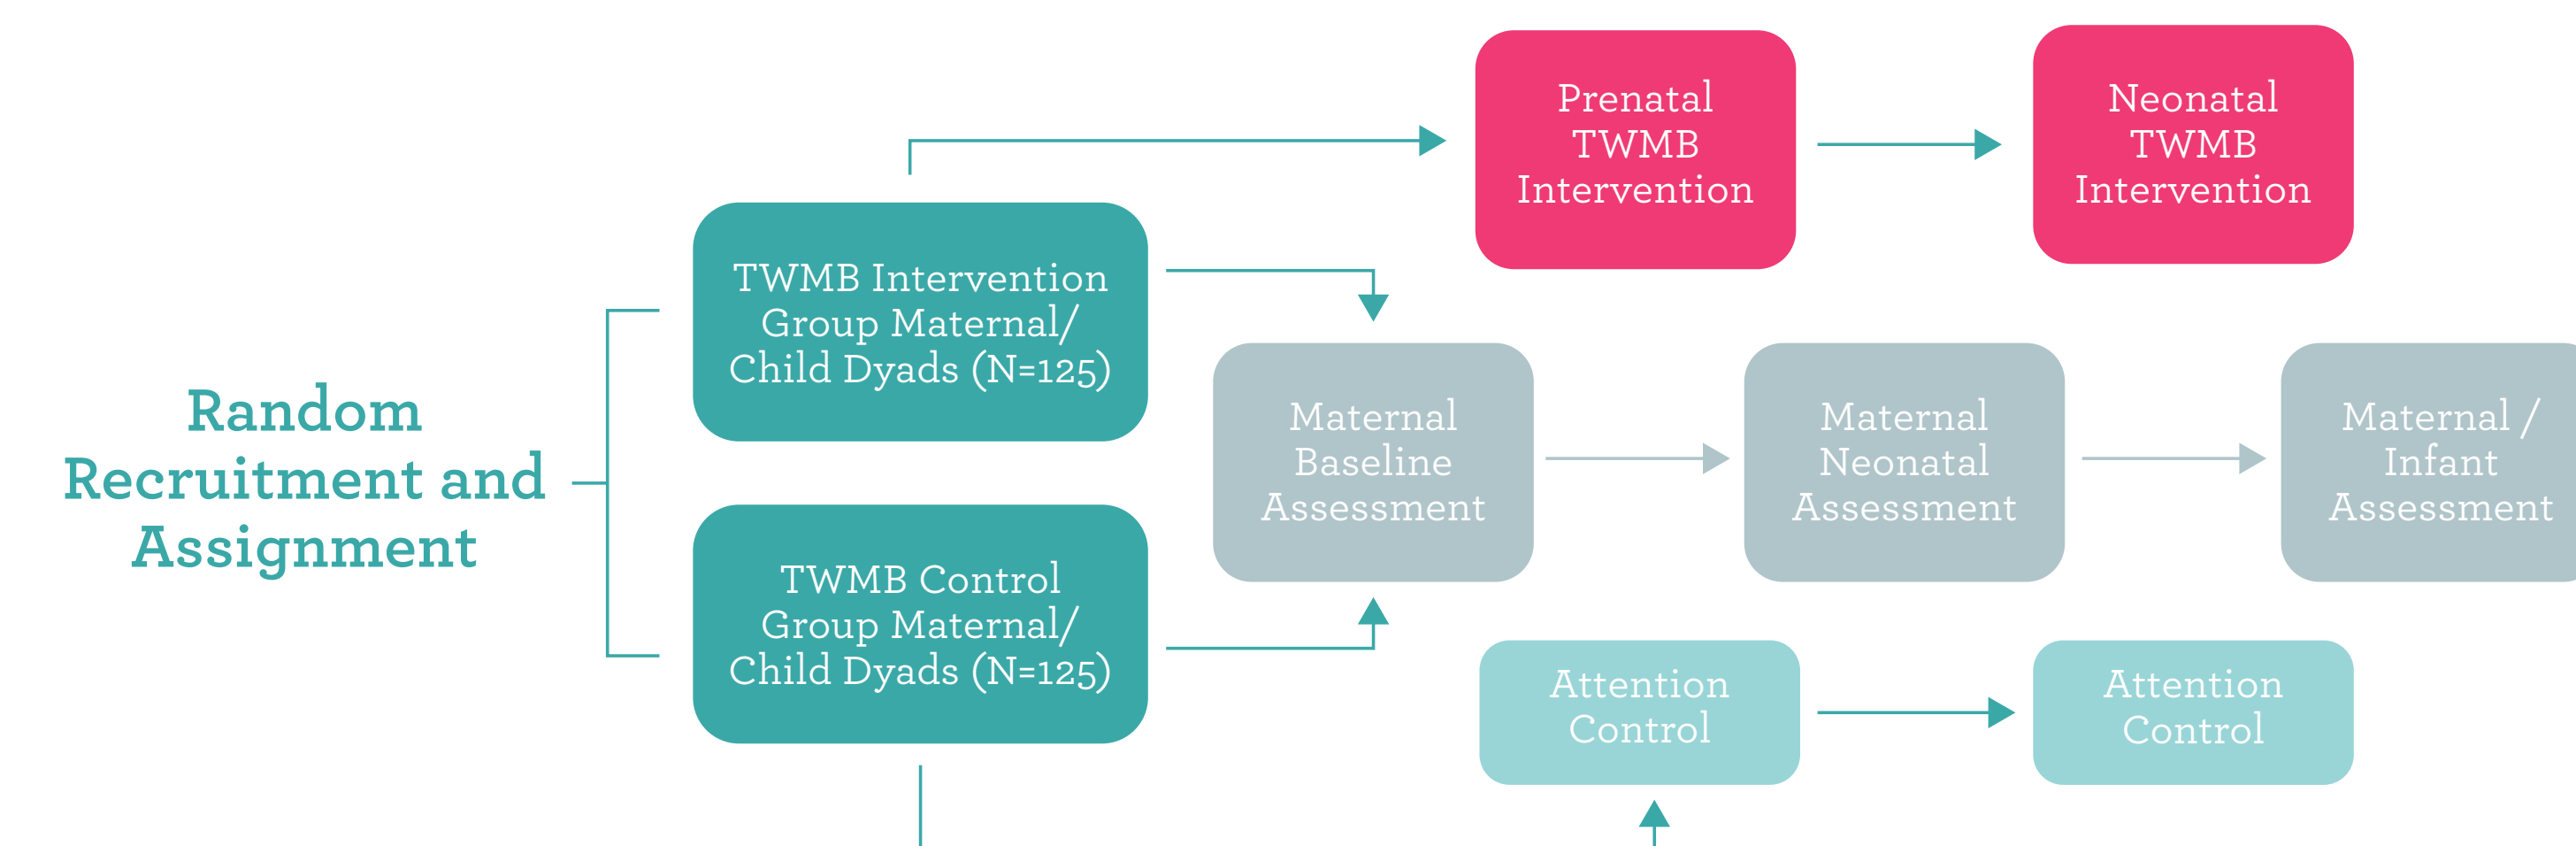 Random
Recruitment and
Assignment
TWMB Intervention
Group Maternal/
Child Dyads (N=125)
TWMB Control
Group Maternal/
Child Dyads (N=125)
Prenatal
TWMB
Intervention
Neonatal
TWMB
Intervention
Maternal
Baseline
Assessment
Maternal
Neonatal
Assessment
Maternal /
Infant
Assessment
Attention
Control
Attention
Control